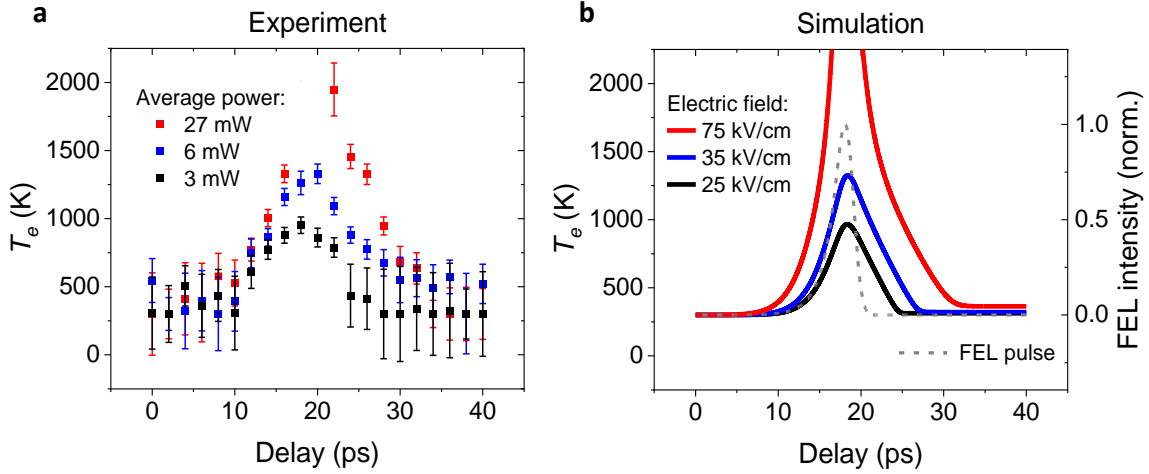 a
Experiment
2000
1500
1000
500
0
Te (K)
Average power:
27 mW
6 mW
3 mW
0
10
20
30
40
Delay (ps)
b
Simulation
2000
1500
1000
500
0
Te (K)
Electric field:
75 kV/cm
35 kV/cm
25 kV/cm
FEL pulse
1.0
0.5
0.0
FEL intensity (norm.)
0
10
20
30
40
Delay (ps)